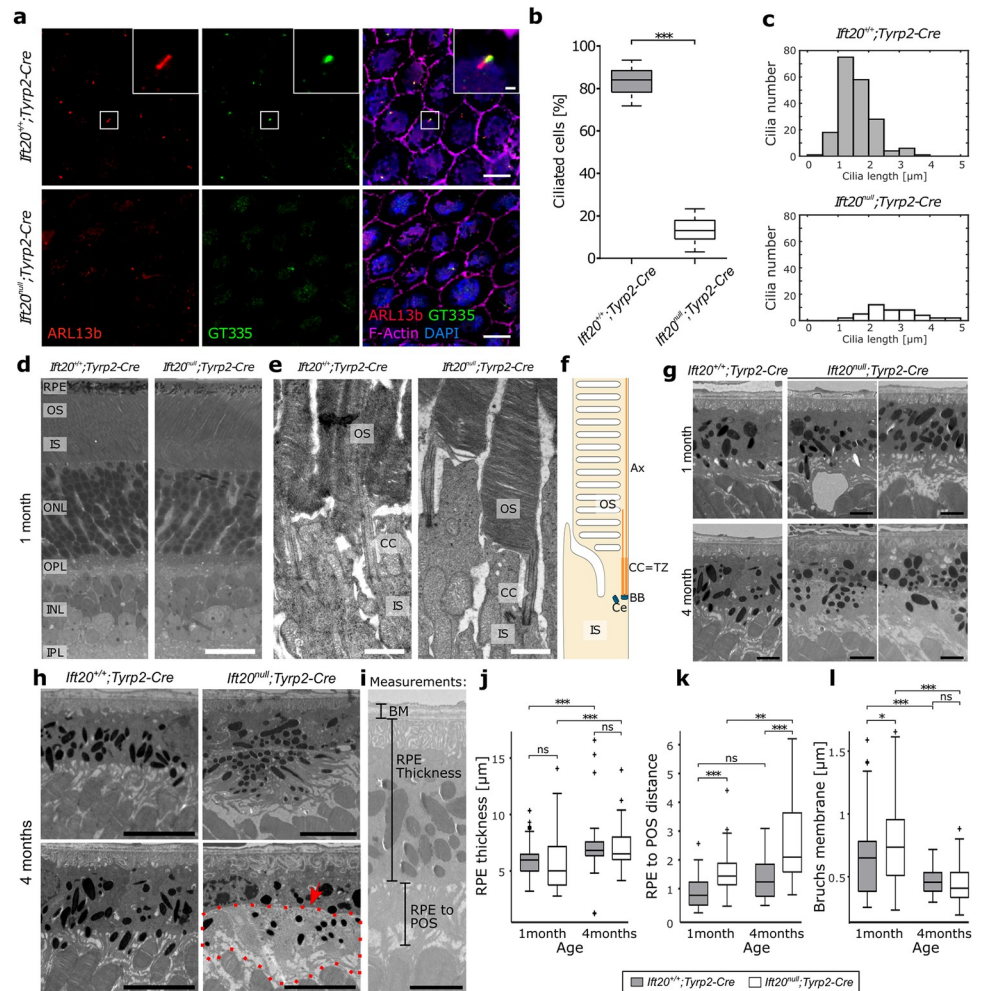 a
Ift20+/+;Tyrp2-Cre
Ift20null;Tyrp2-Cre
ARL13b
GT335
ARL13b GT335
F-Actin DAPI
b
***
100
80
60
40
20
0
Ciliated cells [%]
Ift20+/+;Tyrp2-Cre
Ift20null;Tyrp2-Cre
c
Ift20+/+;Tyrp2-Cre
80
60
40
20
0
Cilia number
0 1 2 3 4 5
Cilia length [µm]
Ift20null;Tyrp2-Cre
80
60
40
20
0
Cilia number
0 1 2 3 4 5
Cilia length [µm]
d
Ift20+/+;Tyrp2-Cre Ift20null;Tyrp2-Cre
1 month
RPE
OS
IS
ONL
OPL
INL
IPL
e
Ift20+/+;Tyrp2-Cre Ift20null;Tyrp2-Cre
OS
CC
IS
OS
CC
IS
f
Ax
OS
CC=TZ
BB
Ce
IS
g
Ift20+/+;Tyrp2-Cre Ift20null;Tyrp2-Cre
1 month
4 month
h
Ift20+/+;Tyrp2-Cre Ift20null;Tyrp2-Cre
4 months
i
Measurements:
BM
RPE
Thickness
RPE to
POS
j
***
***
ns
ns
15
10
5
RPE thickness [µm]
1month 4months
Age
k
**
***
ns
***
6
5
4
3
2
1
0
RPE to POS distance
1month 4months
Age
l
***
***
ns
*
1.5
1
0.5
Bruchs membrane [µm]
1month 4months
Age
Ift20+/+;Tyrp2-Cre Ift20null;Tyrp2-Cre